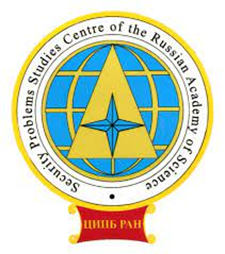 Security Problems Studies Centre of the Russian Academy of Science
ЦИПБ РАН